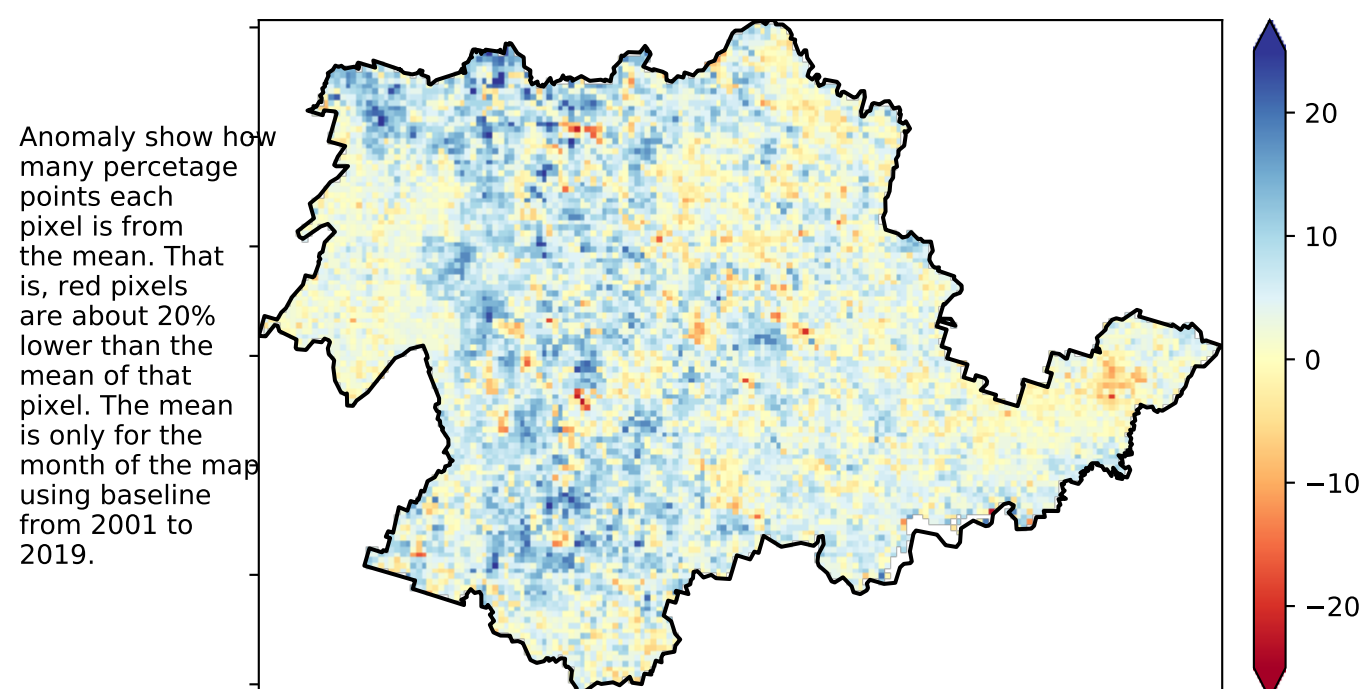 Anomaly show how
many percetage
points each
pixel is from
the mean. That
is, red pixels
are about 20%
lower than the
mean of that
pixel. The mean
is only for the
month of the map
using baseline
from 2001 to
2019.
20
10
0
−10
−20